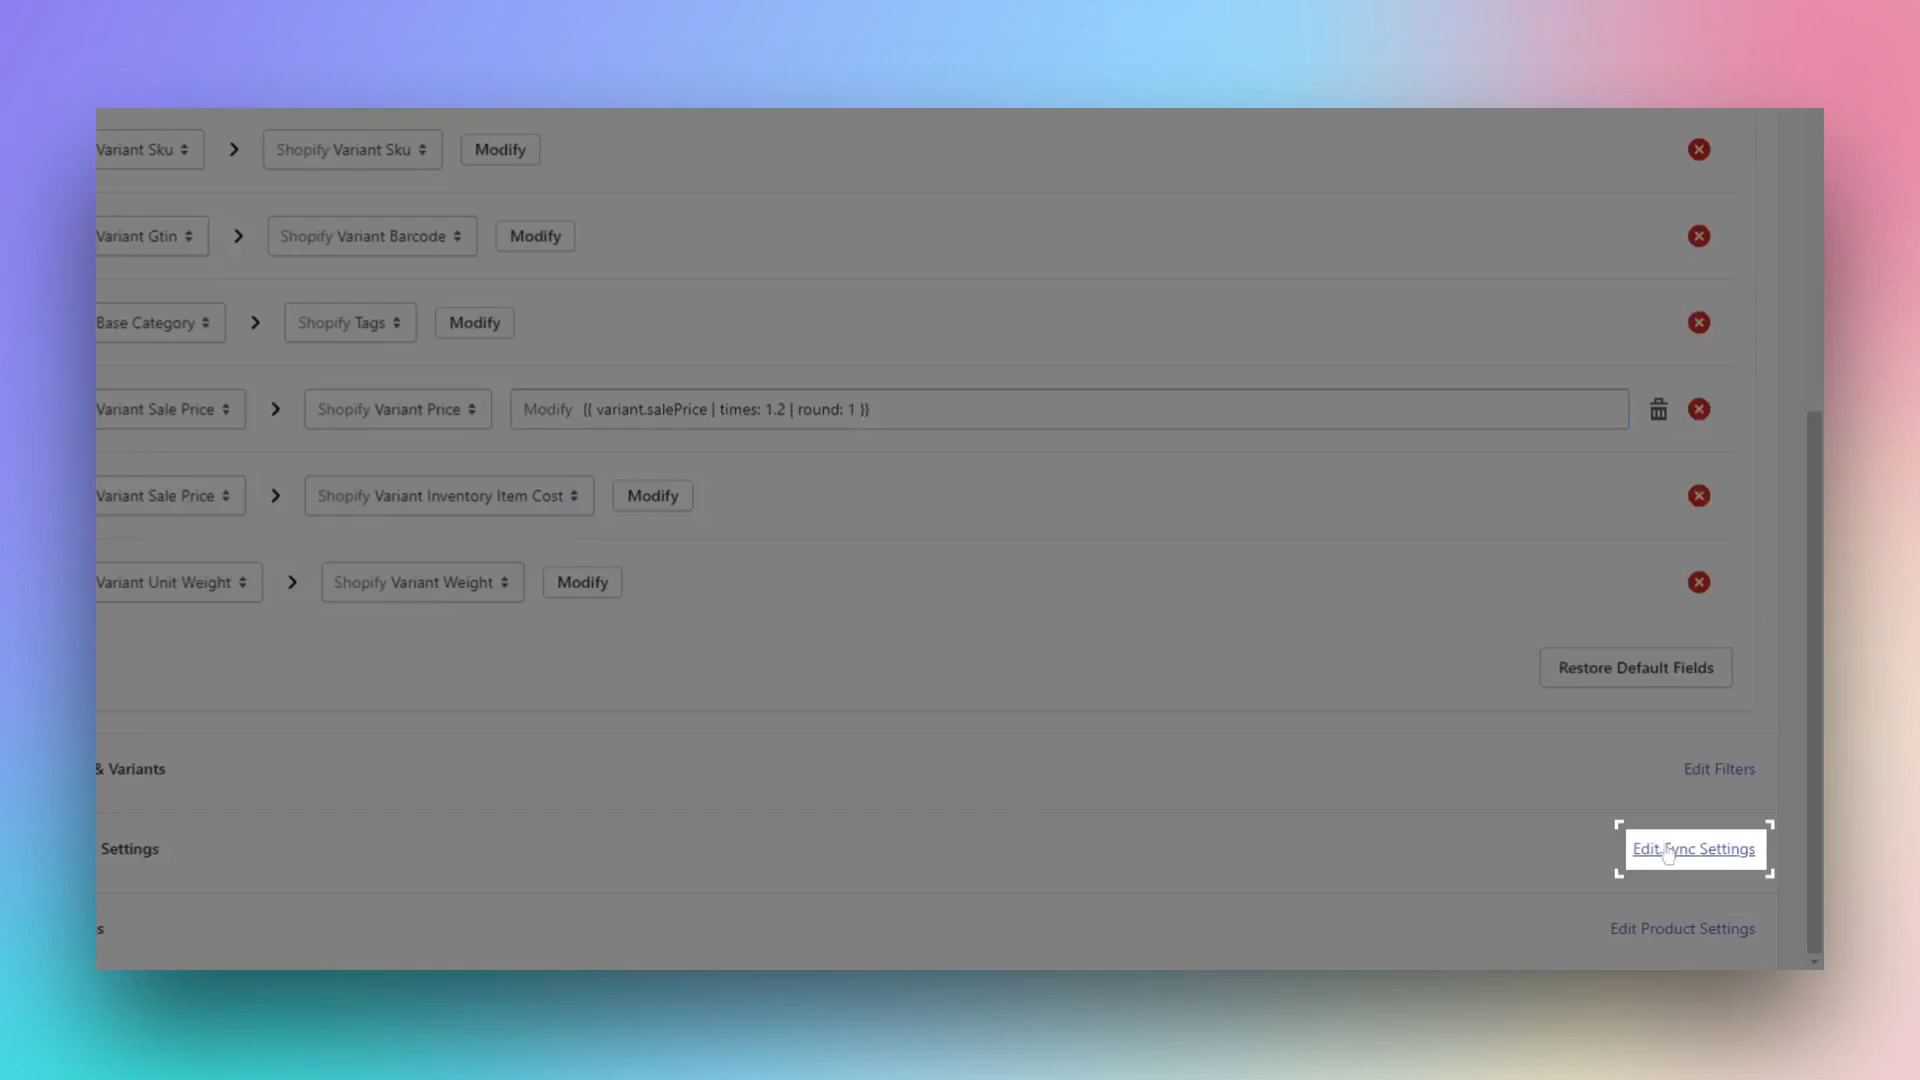 Variant Sku Shopify Variant Sku Modify
Variant Gtin Shopify Variant Barcode Modify
Base Category Shopify Tags Modify
Variant Sale Price Shopify Variant Price Modify {{ variant.salePrice | times: 1.2 | round: 1 }}
Variant Sale Price Shopify Variant Inventory Item Cost Modify
Variant Unit Weight Shopify Variant Weight Modify
Restore Default Fields
& Variants Edit Filters
Settings Edit Sync Settings
s Edit Product Settings